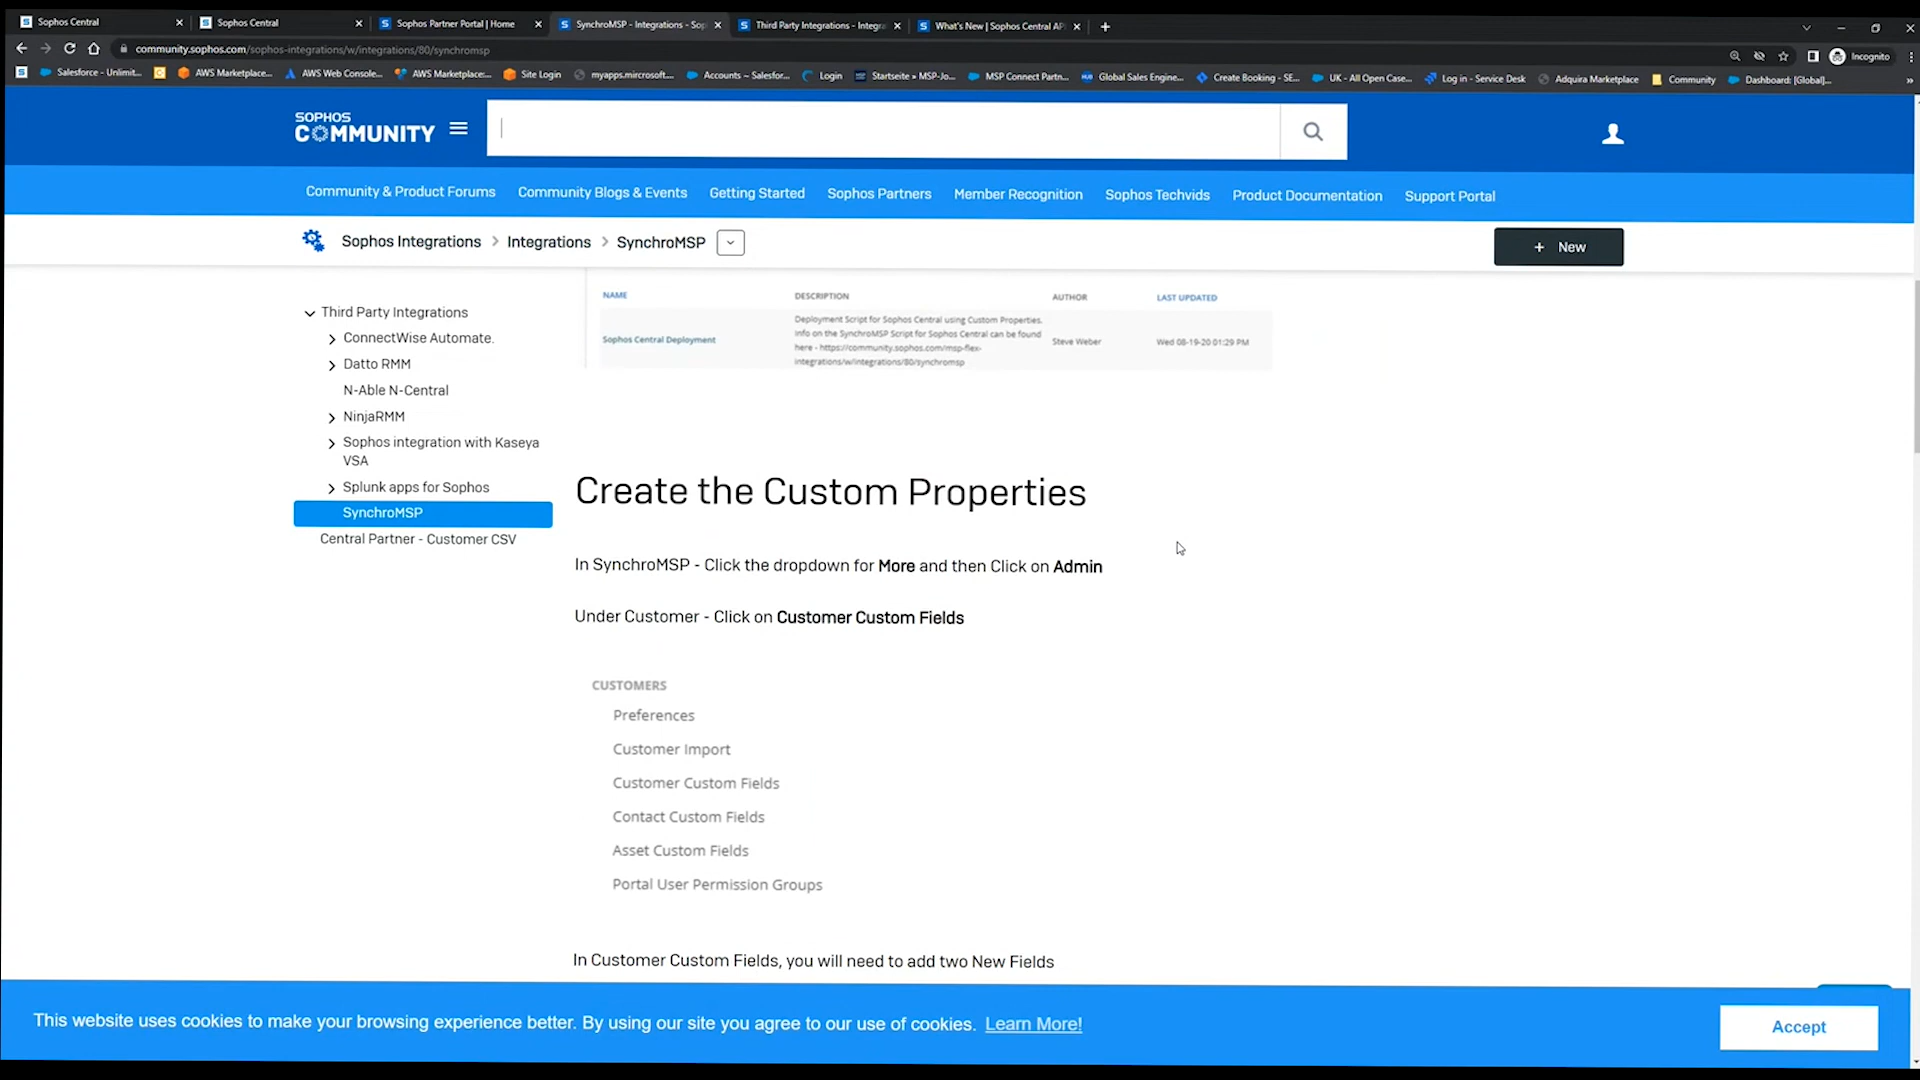 Sophos Central
Sophos Central
Sophos Partner Portal | Home
SynchroMSP - Integrations - Sop
Third Party Integrations - Integra
What's New | Sophos Central AP
community.sophos.com/sophos-integrations/w/integrations/80/synchromsp
Incognito
Salesforce - Unlimit...
AWS Marketplace...
AWS Web Console...
AWS Marketplace:...
Site Login
myapps.mircrosoft....
Accounts ~ Salesfor...
Login
Startseite » MSP-Jo...
MSP Connect Partn...
Global Sales Engine...
Create Booking - SE...
UK - All Open Case...
Log in - Service Desk
Adquira Marketplace
Community
Dashboard: [Global]...
»
SOPHOS
COMMUNITY
Community & Product Forums
Community Blogs & Events
Getting Started
Sophos Partners
Member Recognition
Sophos Techvids
Product Documentation
Support Portal
Sophos Integrations > Integrations > SynchroMSP
+ New
Third Party Integrations
ConnectWise Automate.
Datto RMM
N-Able N-Central
NinjaRMM
Sophos integration with Kaseya
VSA
Splunk apps for Sophos
SynchroMSP
Central Partner - Customer CSV
NAME DESCRIPTION AUTHOR LAST UPDATED
Deployment Script for Sophos Central using Custom Properties.
Info on the SynchroMSP Script for Sophos Central can be found
Sophos Central Deployment here - https://community.sophos.com/msp-flex- Steve Weber Wed 08-19-20 01:29 PM
integrations/w/integrations/80/synchromsp
Create the Custom Properties
In SynchroMSP - Click the dropdown for More and then Click on Admin
Under Customer - Click on Customer Custom Fields
CUSTOMERS
Preferences
Customer Import
Customer Custom Fields
Contact Custom Fields
Asset Custom Fields
Portal User Permission Groups
In Customer Custom Fields, you will need to add two New Fields
This website uses cookies to make your browsing experience better. By using our site you agree to our use of cookies. Learn More!
Accept